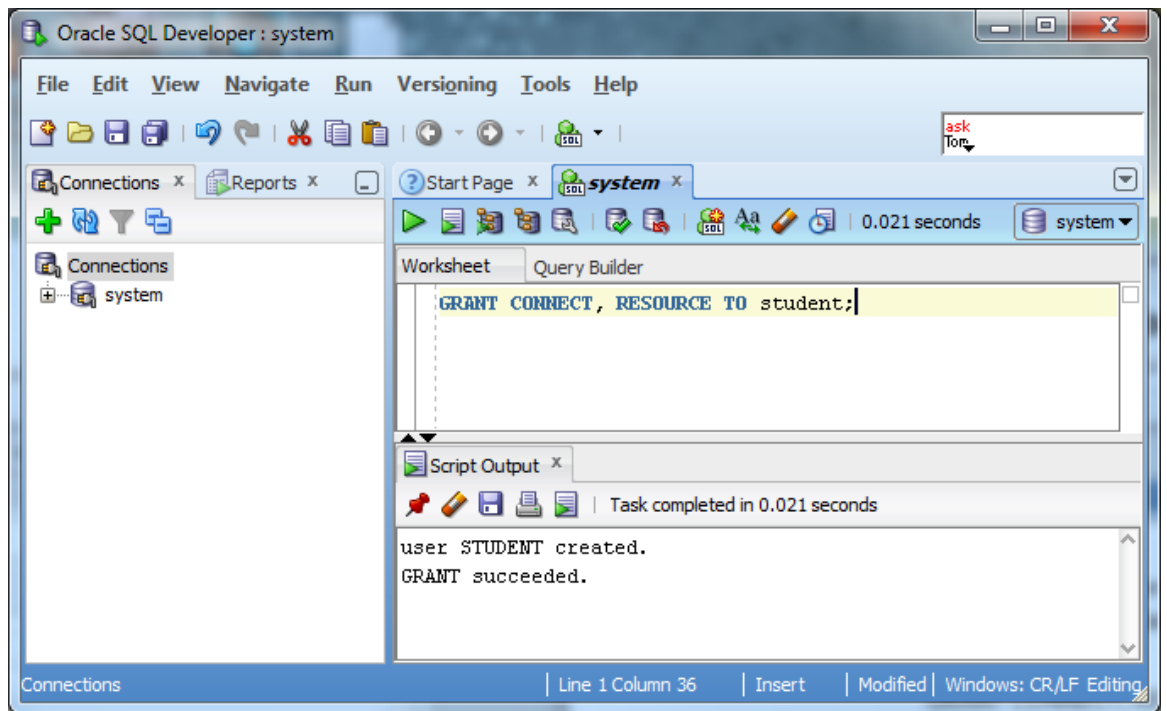 Oracle SQL Developer : system
File Edit View Navigate Run Versioning Tools Help
ask
Tom
Connections x Reports x
Start Page x system x
0.021 seconds system
Connections
system
Worksheet Query Builder
GRANT CONNECT, RESOURCE TO student;
Script Output x
Task completed in 0.021 seconds
user STUDENT created.
GRANT succeeded.
Connections Line 1 Column 36 Insert Modified Windows: CR/LF Editing